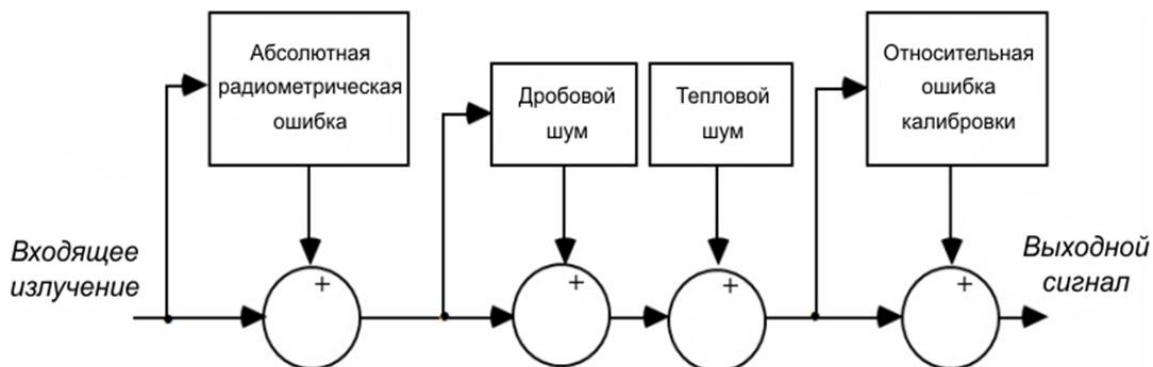 Абсолютная
радиометрическая
ошибка
Дробовой
шум
Тепловой
шум
Относительная
ошибка
калибровки
Входящее
излучение
Выходной
сигнал
+
+
+
+